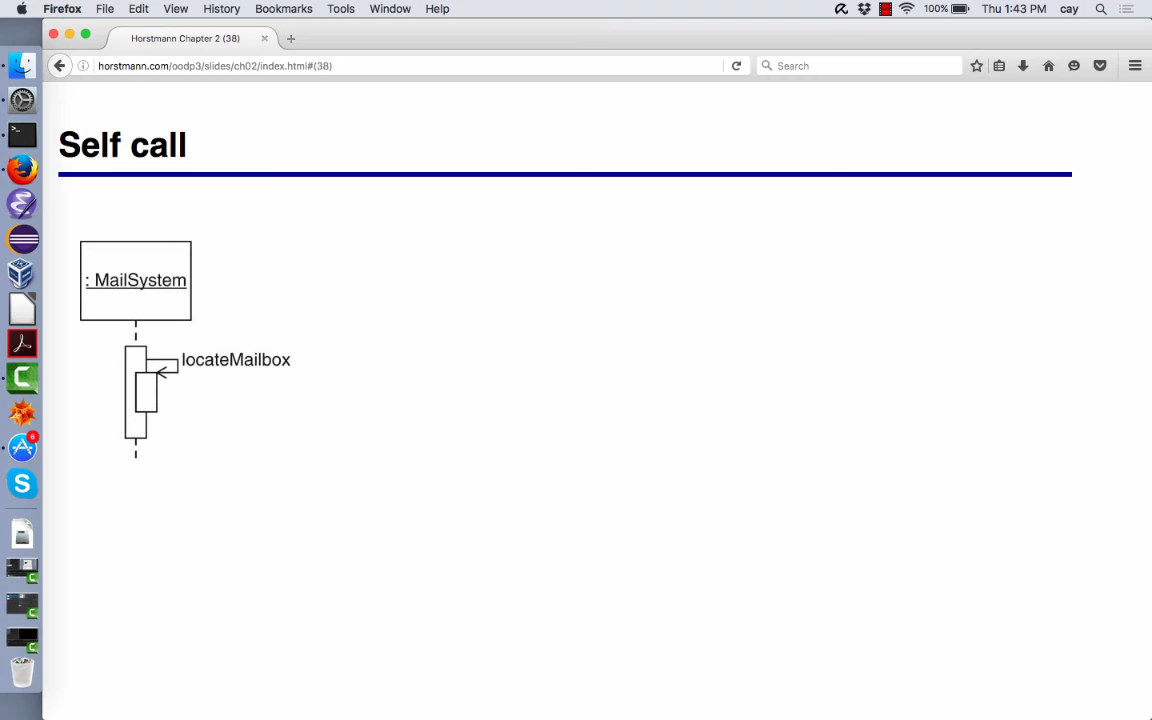 Firefox File Edit View History Bookmarks Tools Window Help 100% Thu 1:43 PM cay
Horstmann Chapter 2 (38)
horstmann.com/oodp3/slides/ch02/index.html#(38) Search
Self call
: MailSystem
locateMailbox
6